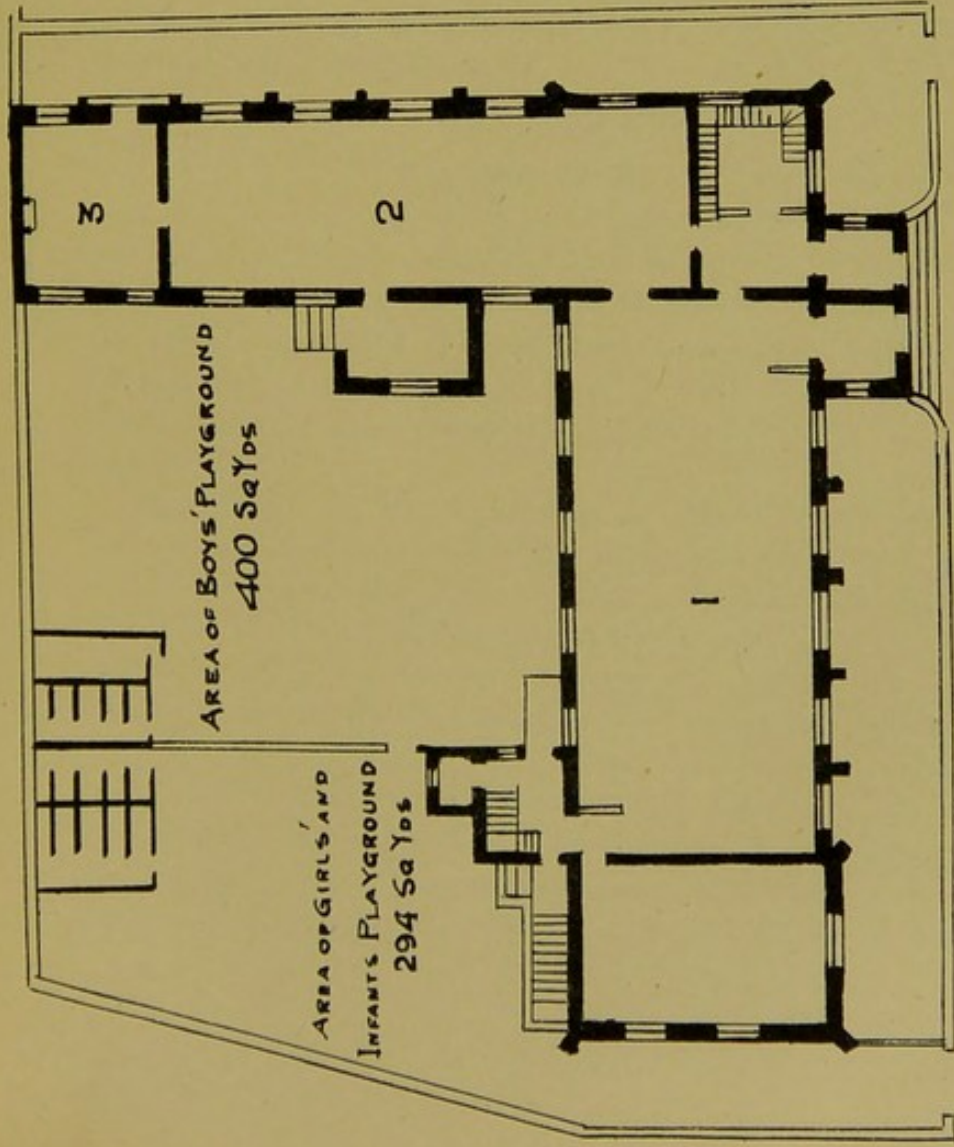 3
2
AREA OF BOYS' PLAYGROUND
400 SQ YDS
1
AREA OF GIRLS' AND
INFANTS PLAYGROUND
294 SQ YDS